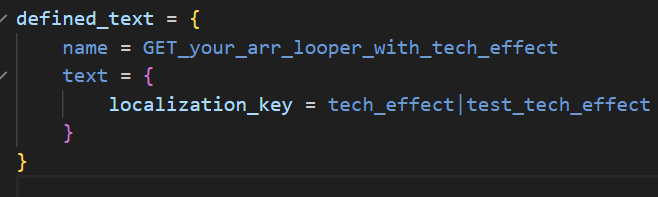 defined_text = {
    name = GET_your_arr_looper_with_tech_effect
    text = {
        localization_key = tech_effect|test_tech_effect
    }
}